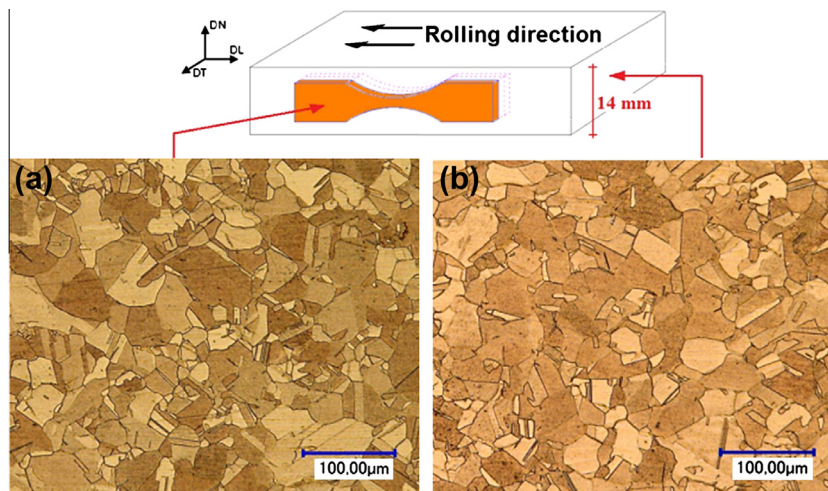 DN
DL
DT
Rolling direction
14 mm
(a)
(b)
100,00µm
100,00µm